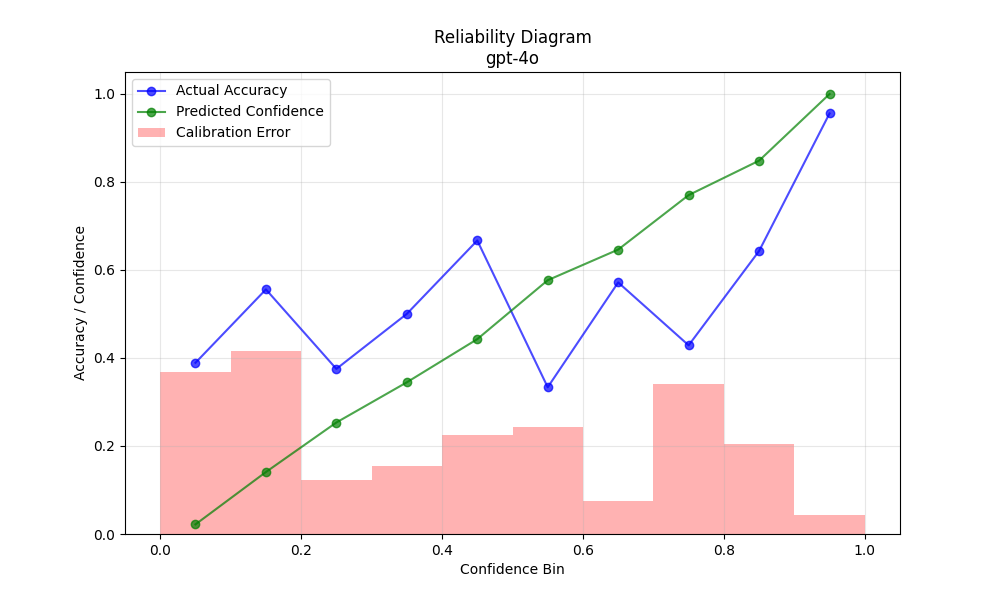 Reliability Diagram
gpt-4o
Actual Accuracy
Predicted Confidence
Calibration Error
Accuracy / Confidence
1.0
0.8
0.6
0.4
0.2
0.0
0.0 0.2 0.4 0.6 0.8 1.0
Confidence Bin